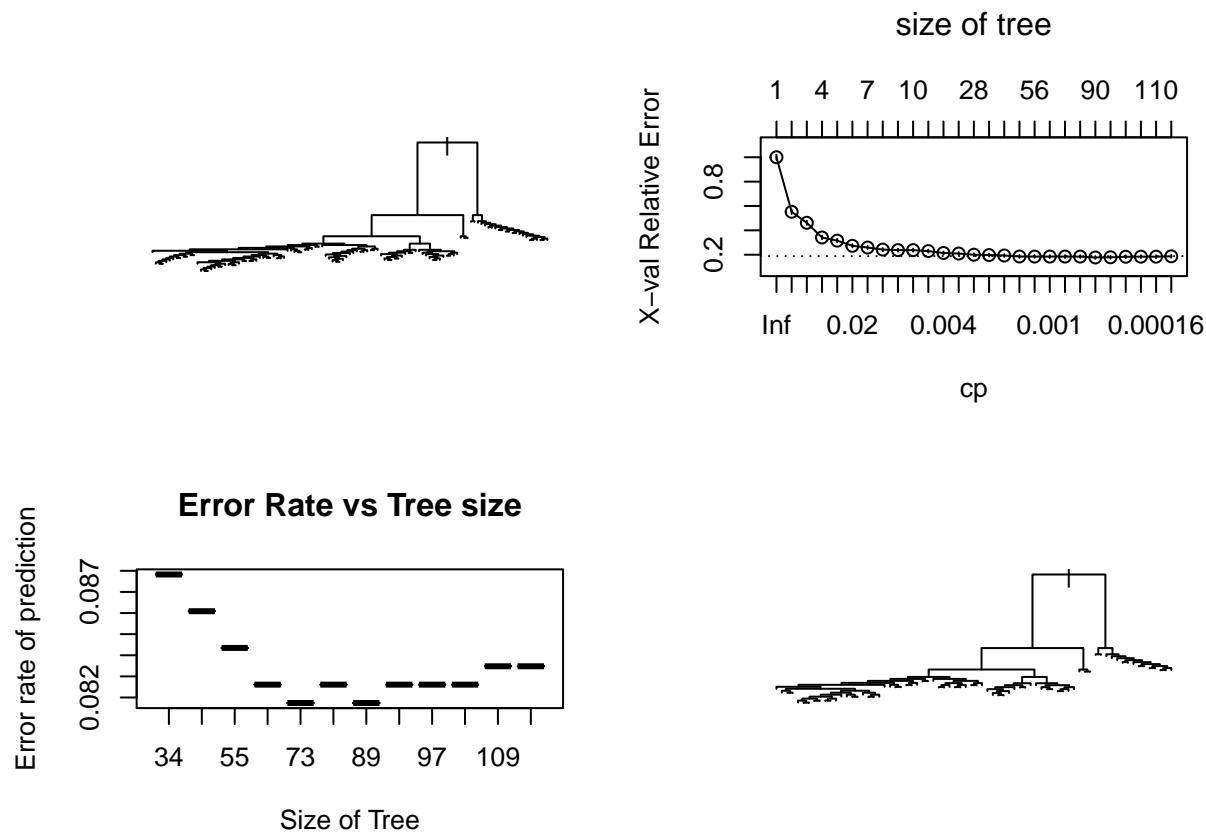 size of tree
1 4 7 10 28 56 90 110
X−val Relative Error
0.8
0.2
Inf 0.02 0.004 0.001 0.00016
cp
Error Rate vs Tree size
Error rate of prediction
0.087
0.082
34 55 73 89 97 109
Size of Tree